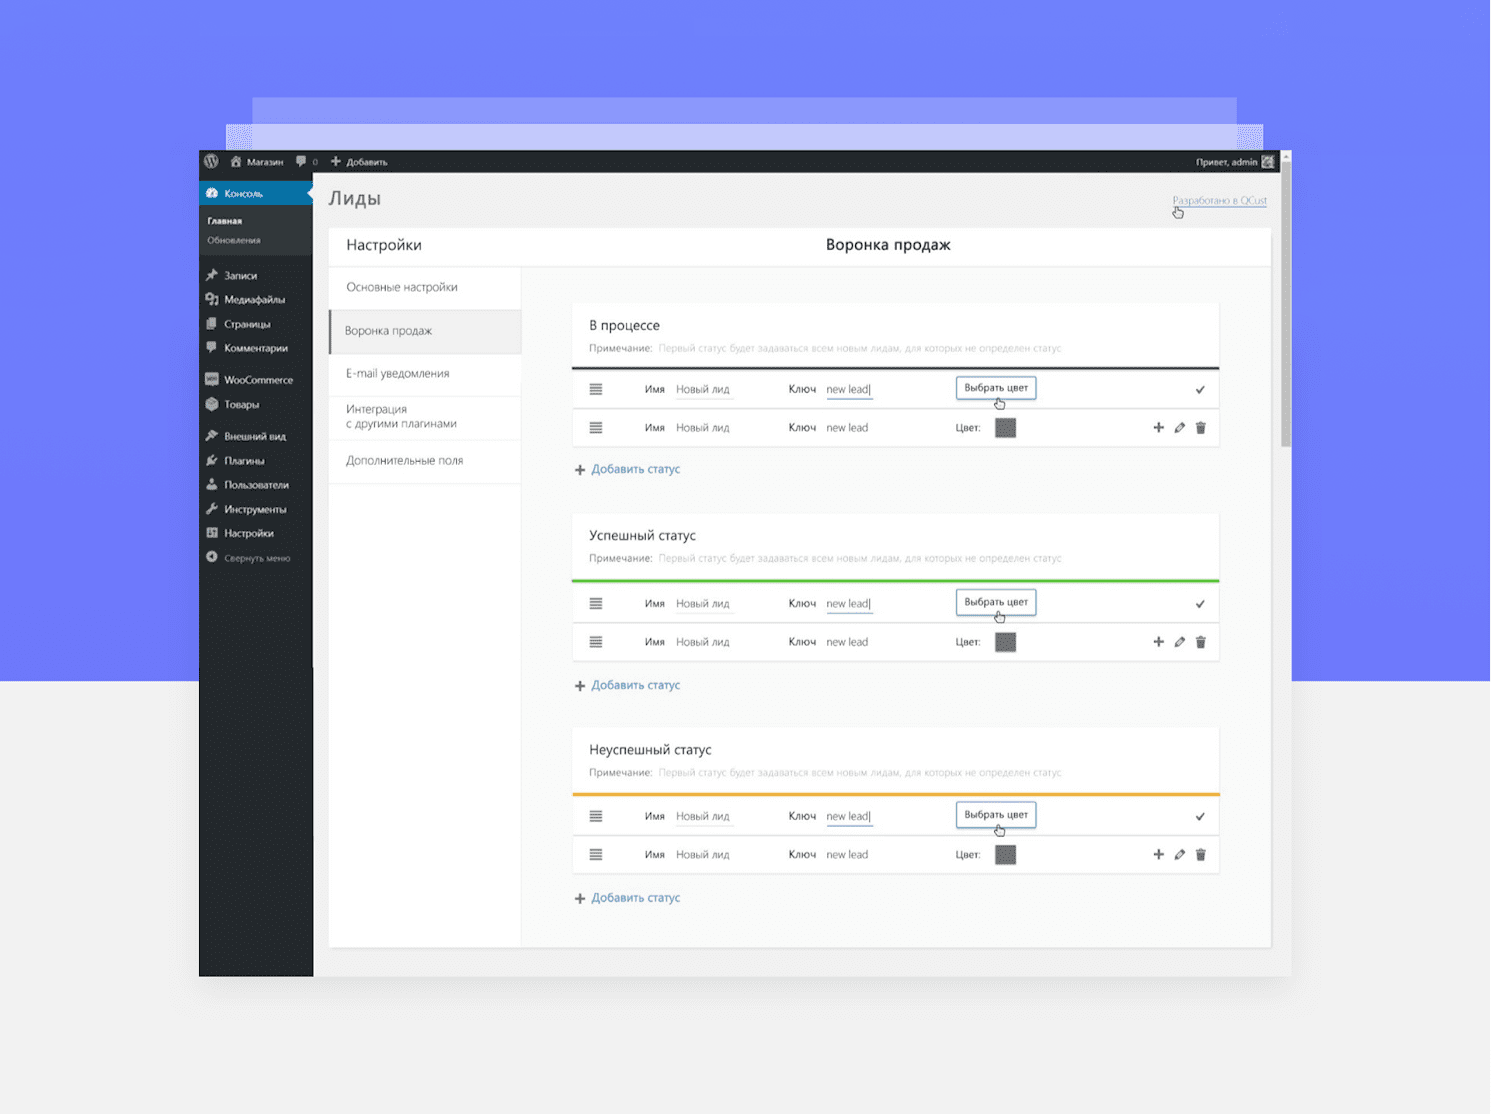 Магазин 0 Добавить Привет, admin
Консоль
Главная
Обновления
Записи
Медиафайлы
Страницы
Комментарии
WooCommerce
Товары
Внешний вид
Плагины
Пользователи
Инструменты
Настройки
Свернуть меню
Лиды
Разработано в QCust
Настройки
Воронка продаж
Основные настройки
Воронка продаж
E-mail уведомления
Интеграция
с другими плагинами
Дополнительные поля
В процессе
Примечание: Первый статус будет задаваться всем новым лидам, для которых не определен статус
Имя Новый лид Ключ new lead Выбрать цвет
Имя Новый лид Ключ new lead Цвет:
Добавить статус
Успешный статус
Примечание: Первый статус будет задаваться всем новым лидам, для которых не определен статус
Имя Новый лид Ключ new lead Выбрать цвет
Имя Новый лид Ключ new lead Цвет:
Добавить статус
Неуспешный статус
Примечание: Первый статус будет задаваться всем новым лидам, для которых не определен статус
Имя Новый лид Ключ new lead Выбрать цвет
Имя Новый лид Ключ new lead Цвет:
Добавить статус